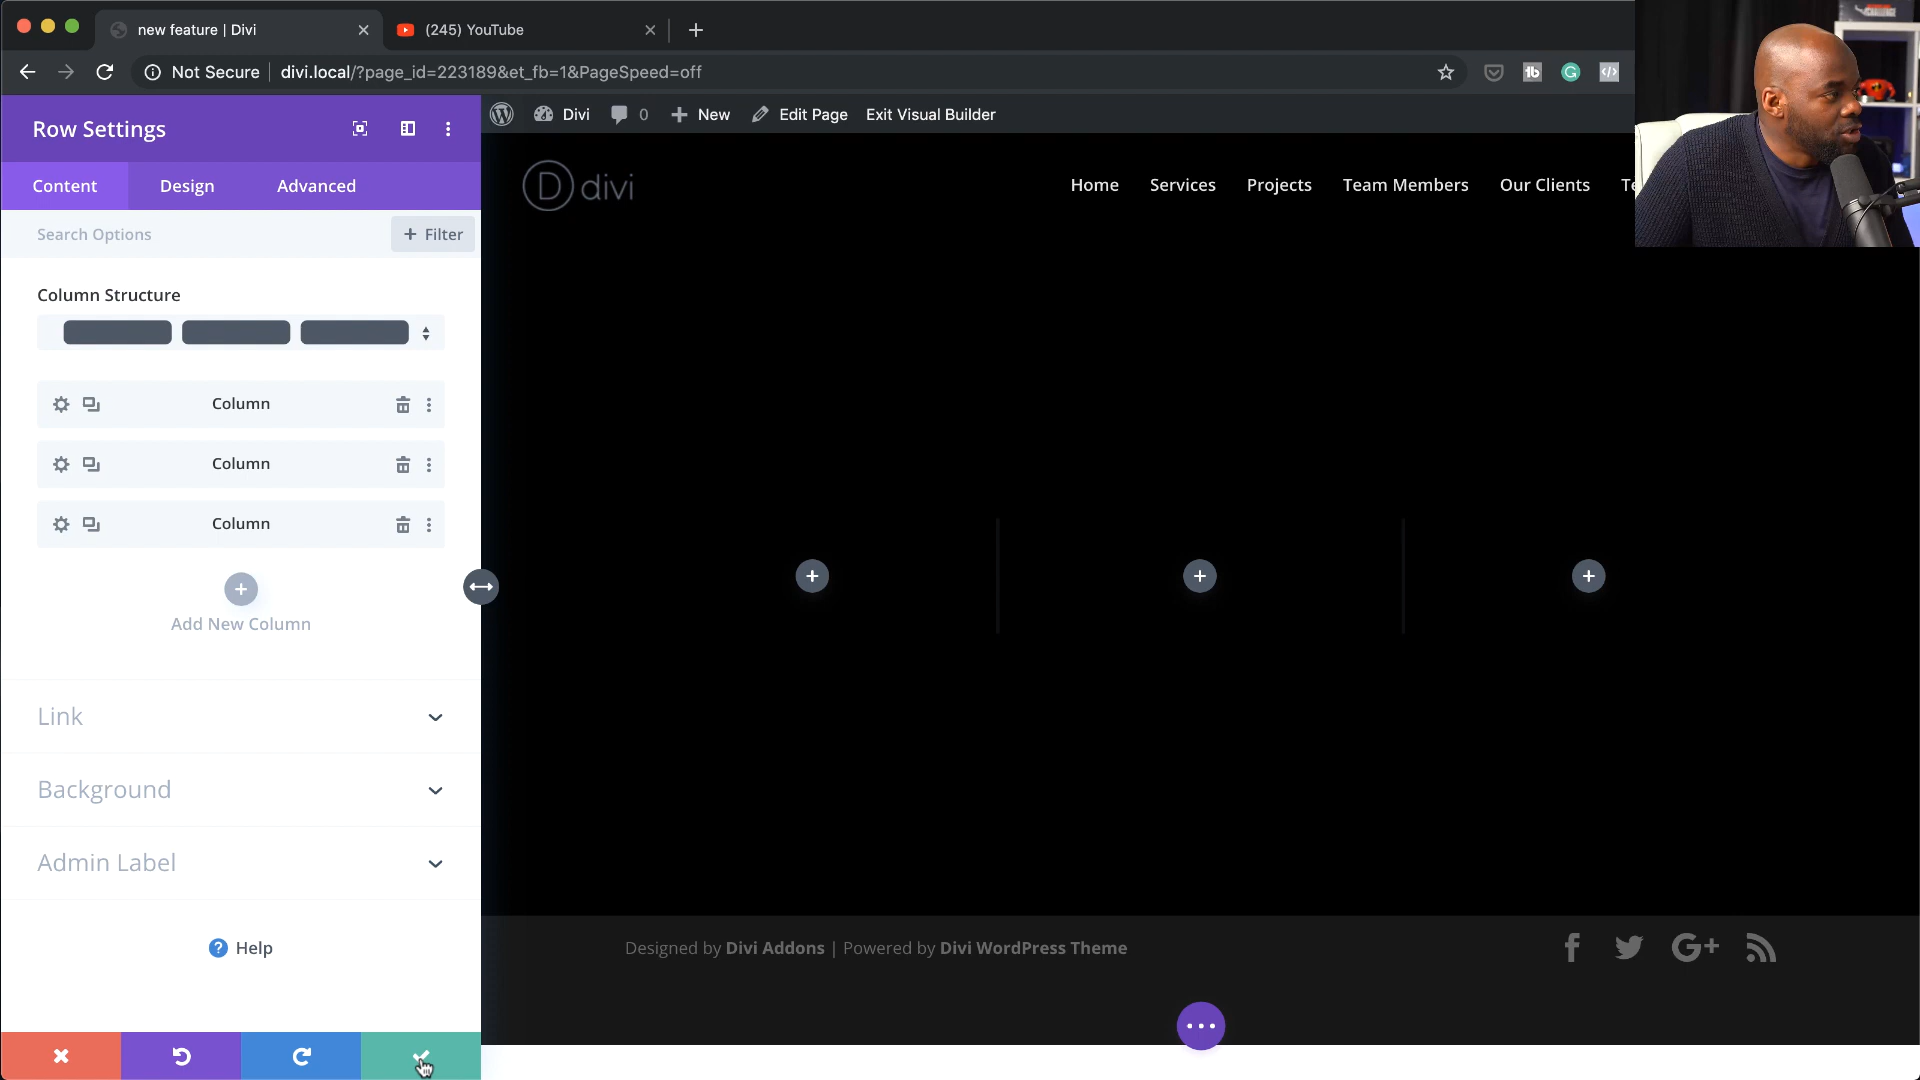 new feature | Divi
(245) YouTube
Not Secure
divi.local/?page_id=223189&et_fb=1&PageSpeed=off
Row Settings
Divi
0
New
Edit Page
Exit Visual Builder
Content
Design
Advanced
D divi
Home
Services
Projects
Team Members
Our Clients
Search Options
+ Filter
Column Structure
Column
Column
Column
Add New Column
Link
Background
Admin Label
Help
Designed by Divi Addons | Powered by Divi WordPress Theme